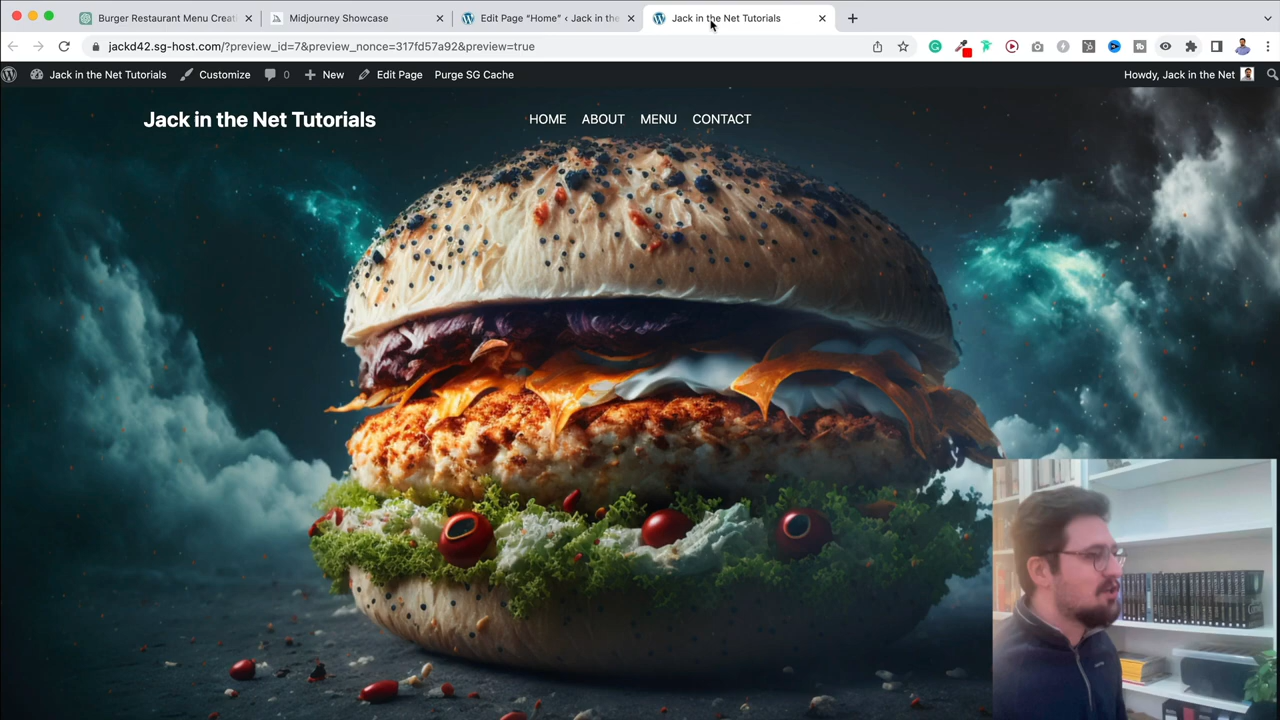 Burger Restaurant Menu Creati
Midjourney Showcase
Edit Page “Home” ‹ Jack in the
Jack in the Net Tutorials
jackd42.sg-host.com/?preview_id=7&preview_nonce=317fd57a92&preview=true
Jack in the Net Tutorials
Customize
0
New
Edit Page
Purge SG Cache
Howdy, Jack in the Net
Jack in the Net Tutorials
HOME
ABOUT
MENU
CONTACT